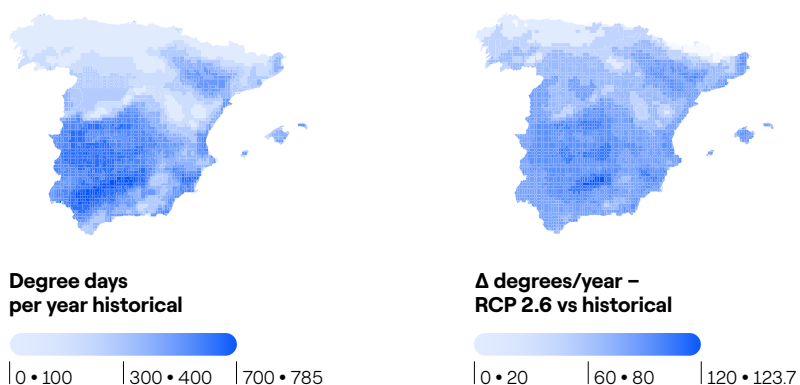 Degree days
per year historical
0 • 100
300 • 400
700 • 785
Δ degrees/year –
RCP 2.6 vs historical
0 • 20
60 • 80
120 • 123.7